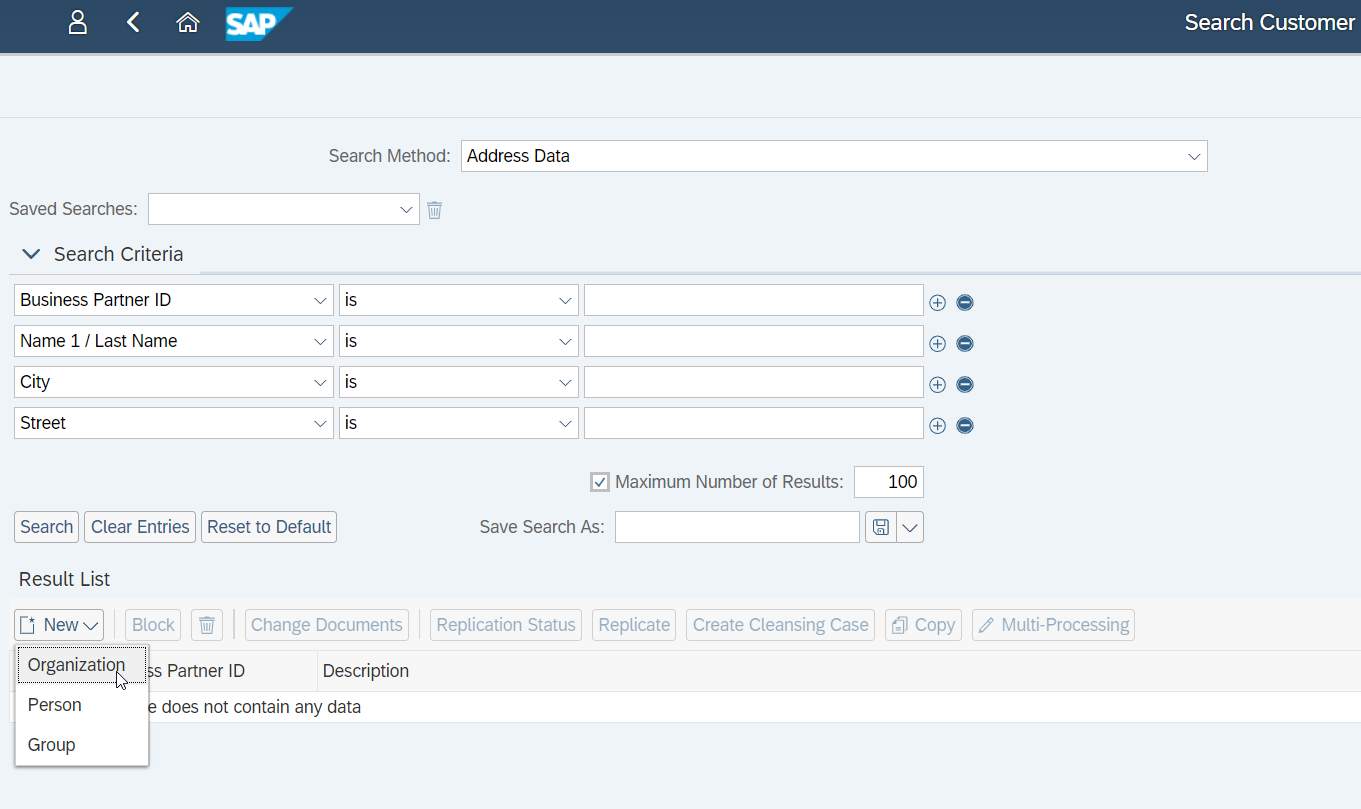 SAP Search Customer
Search Method: Address Data
Saved Searches:
Search Criteria
Business Partner ID is
Name 1 / Last Name is
City is
Street is
Maximum Number of Results: 100
Search Clear Entries Reset to Default Save Search As:
Result List
New Block Change Documents Replication Status Replicate Create Cleansing Case Copy Multi-Processing
Organization ss Partner ID Description
Person e does not contain any data
Group